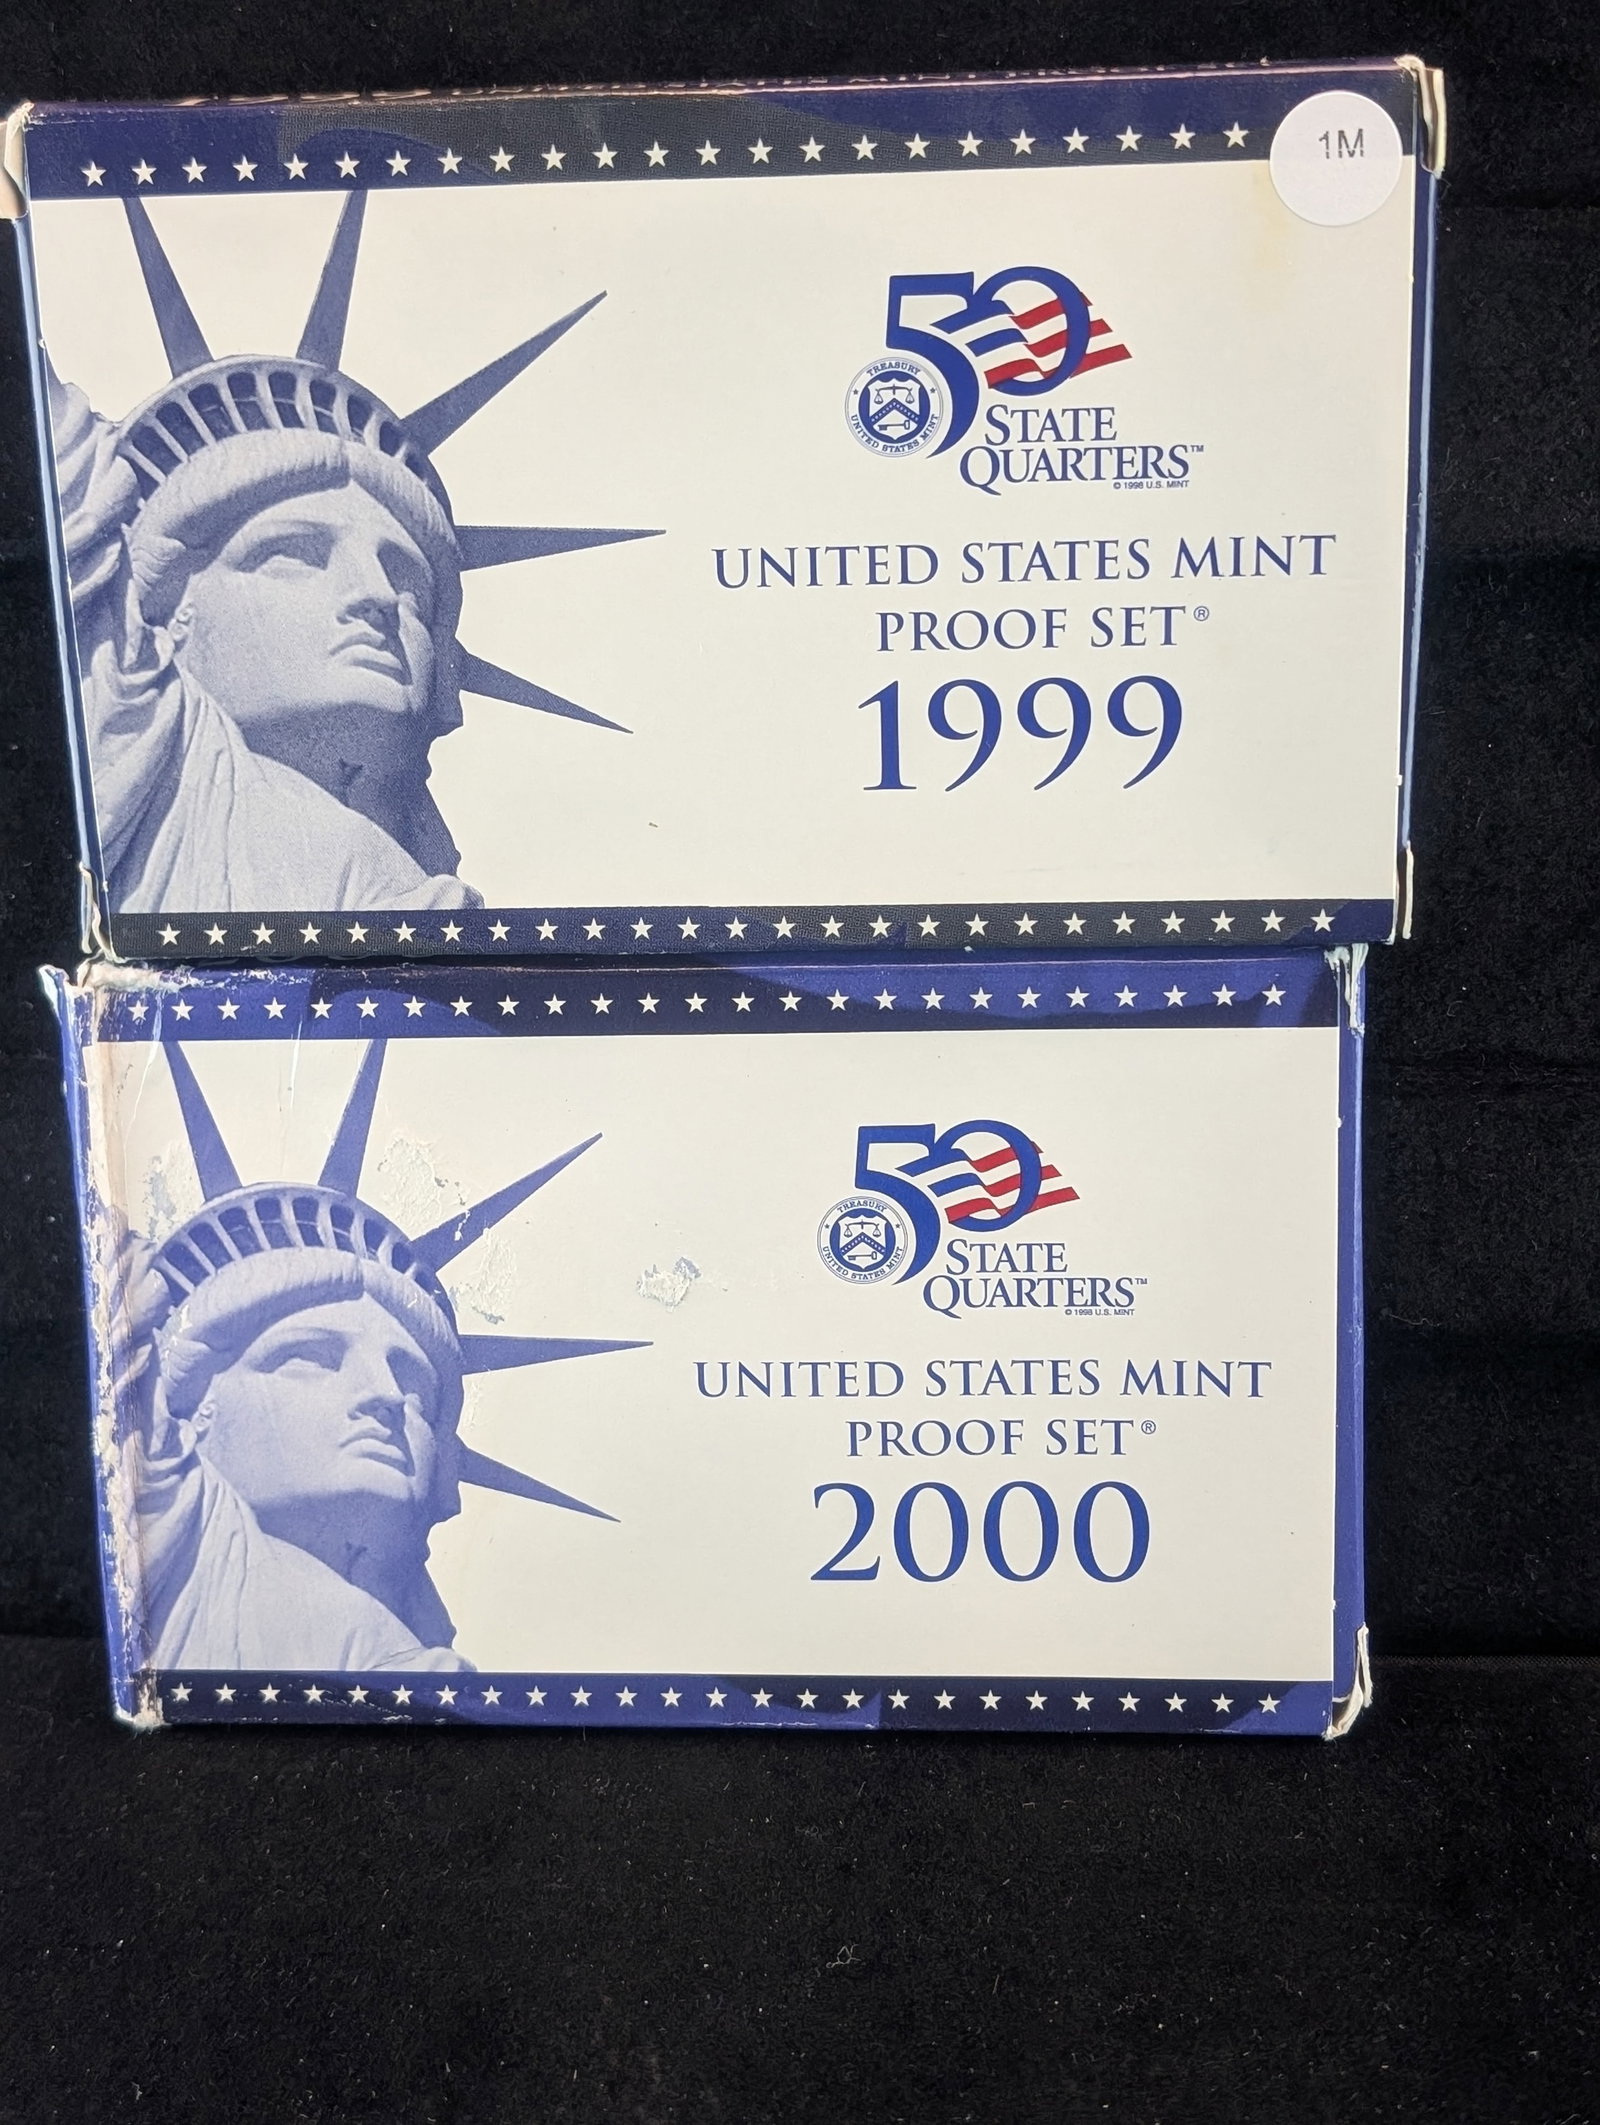 1M
50
TREASURY
UNITED STATES MINT
STATE
QUARTERS™
© 1998 U.S. MINT
UNITED STATES MINT
PROOF SET®
1999
50
TREASURY
UNITED STATES MINT
STATE
QUARTERS™
© 1998 U.S. MINT
UNITED STATES MINT
PROOF SET®
2000